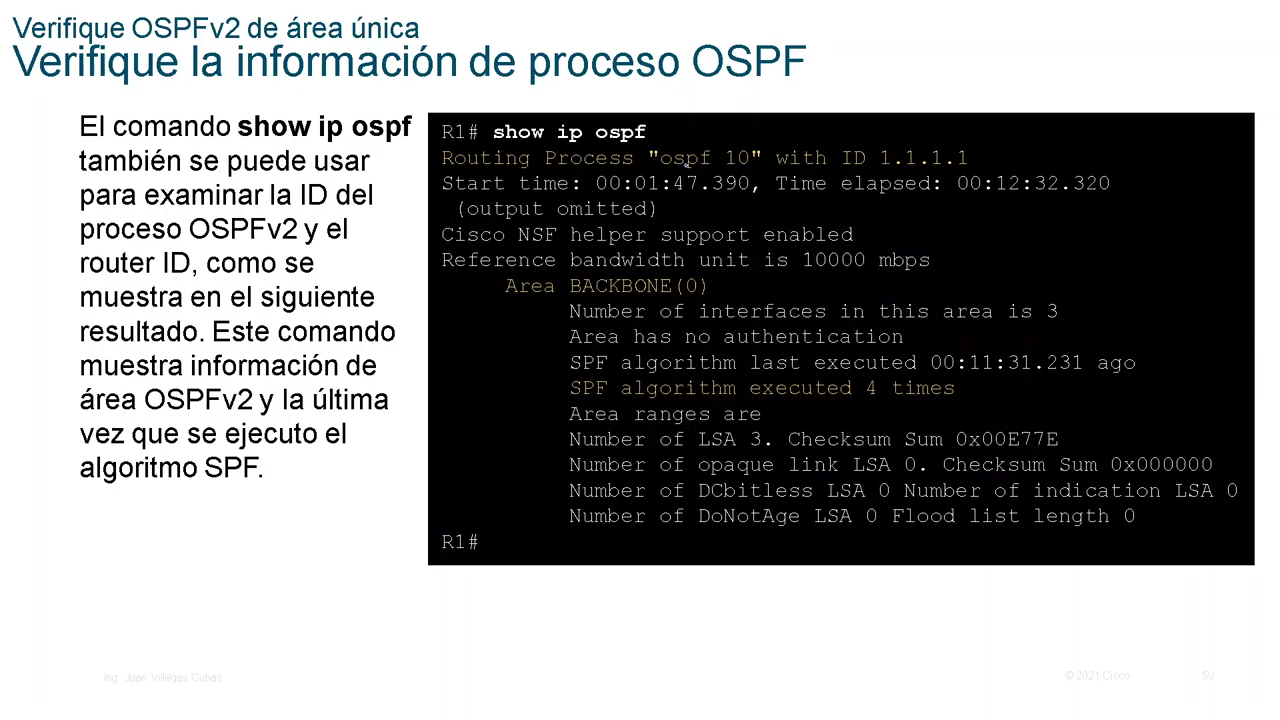 Verifique OSPFv2 de área única
Verifique la información de proceso OSPF
El comando show ip ospf
también se puede usar
para examinar la ID del
proceso OSPFv2 y el
router ID, como se
muestra en el siguiente
resultado. Este comando
muestra información de
área OSPFv2 y la última
vez que se ejecuto el
algoritmo SPF.
R1# show ip ospf
Routing Process "ospf 10" with ID 1.1.1.1
Start time: 00:01:47.390, Time elapsed: 00:12:32.320
(output omitted)
Cisco NSF helper support enabled
Reference bandwidth unit is 10000 mbps
Area BACKBONE(0)
Number of interfaces in this area is 3
Area has no authentication
SPF algorithm last executed 00:11:31.231 ago
SPF algorithm executed 4 times
Area ranges are
Number of LSA 3. Checksum Sum 0x00E77E
Number of opaque link LSA 0. Checksum Sum 0x000000
Number of DCbitless LSA 0 Number of indication LSA 0
Number of DoNotAge LSA 0 Flood list length 0
R1#
Ing. Juan Villegas Cubas
© 2021 Cisco
59